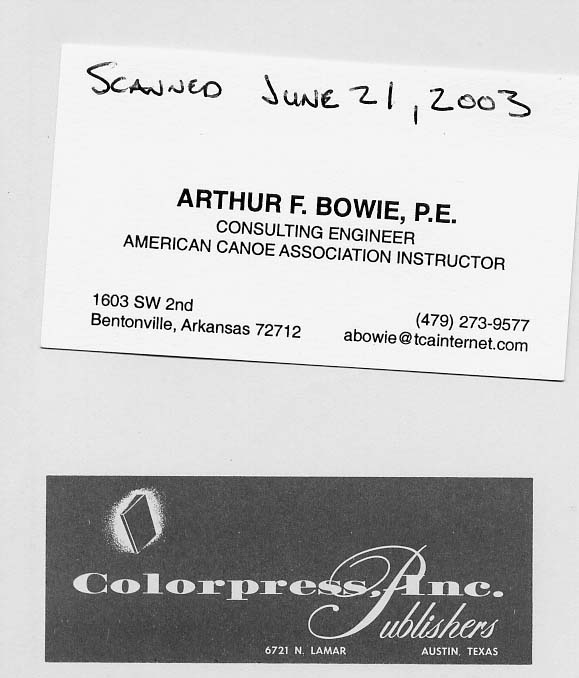 SCANNED JUNE 21, 2003
ARTHUR F. BOWIE, P.E.
CONSULTING ENGINEER
AMERICAN CANOE ASSOCIATION INSTRUCTOR
1603 SW 2nd
Bentonville, Arkansas 72712
(479) 273-9577
abowie@tcainternet.com
Colorpress, Inc.
Publishers
6721 N. LAMAR AUSTIN, TEXAS